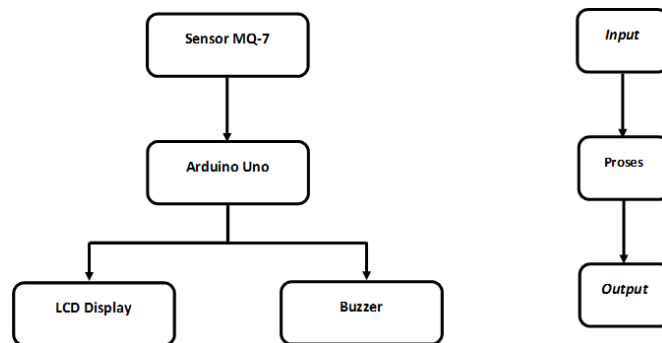 Sensor MQ-7
Input
Arduino Uno
Proses
LCD Display
Buzzer
Output